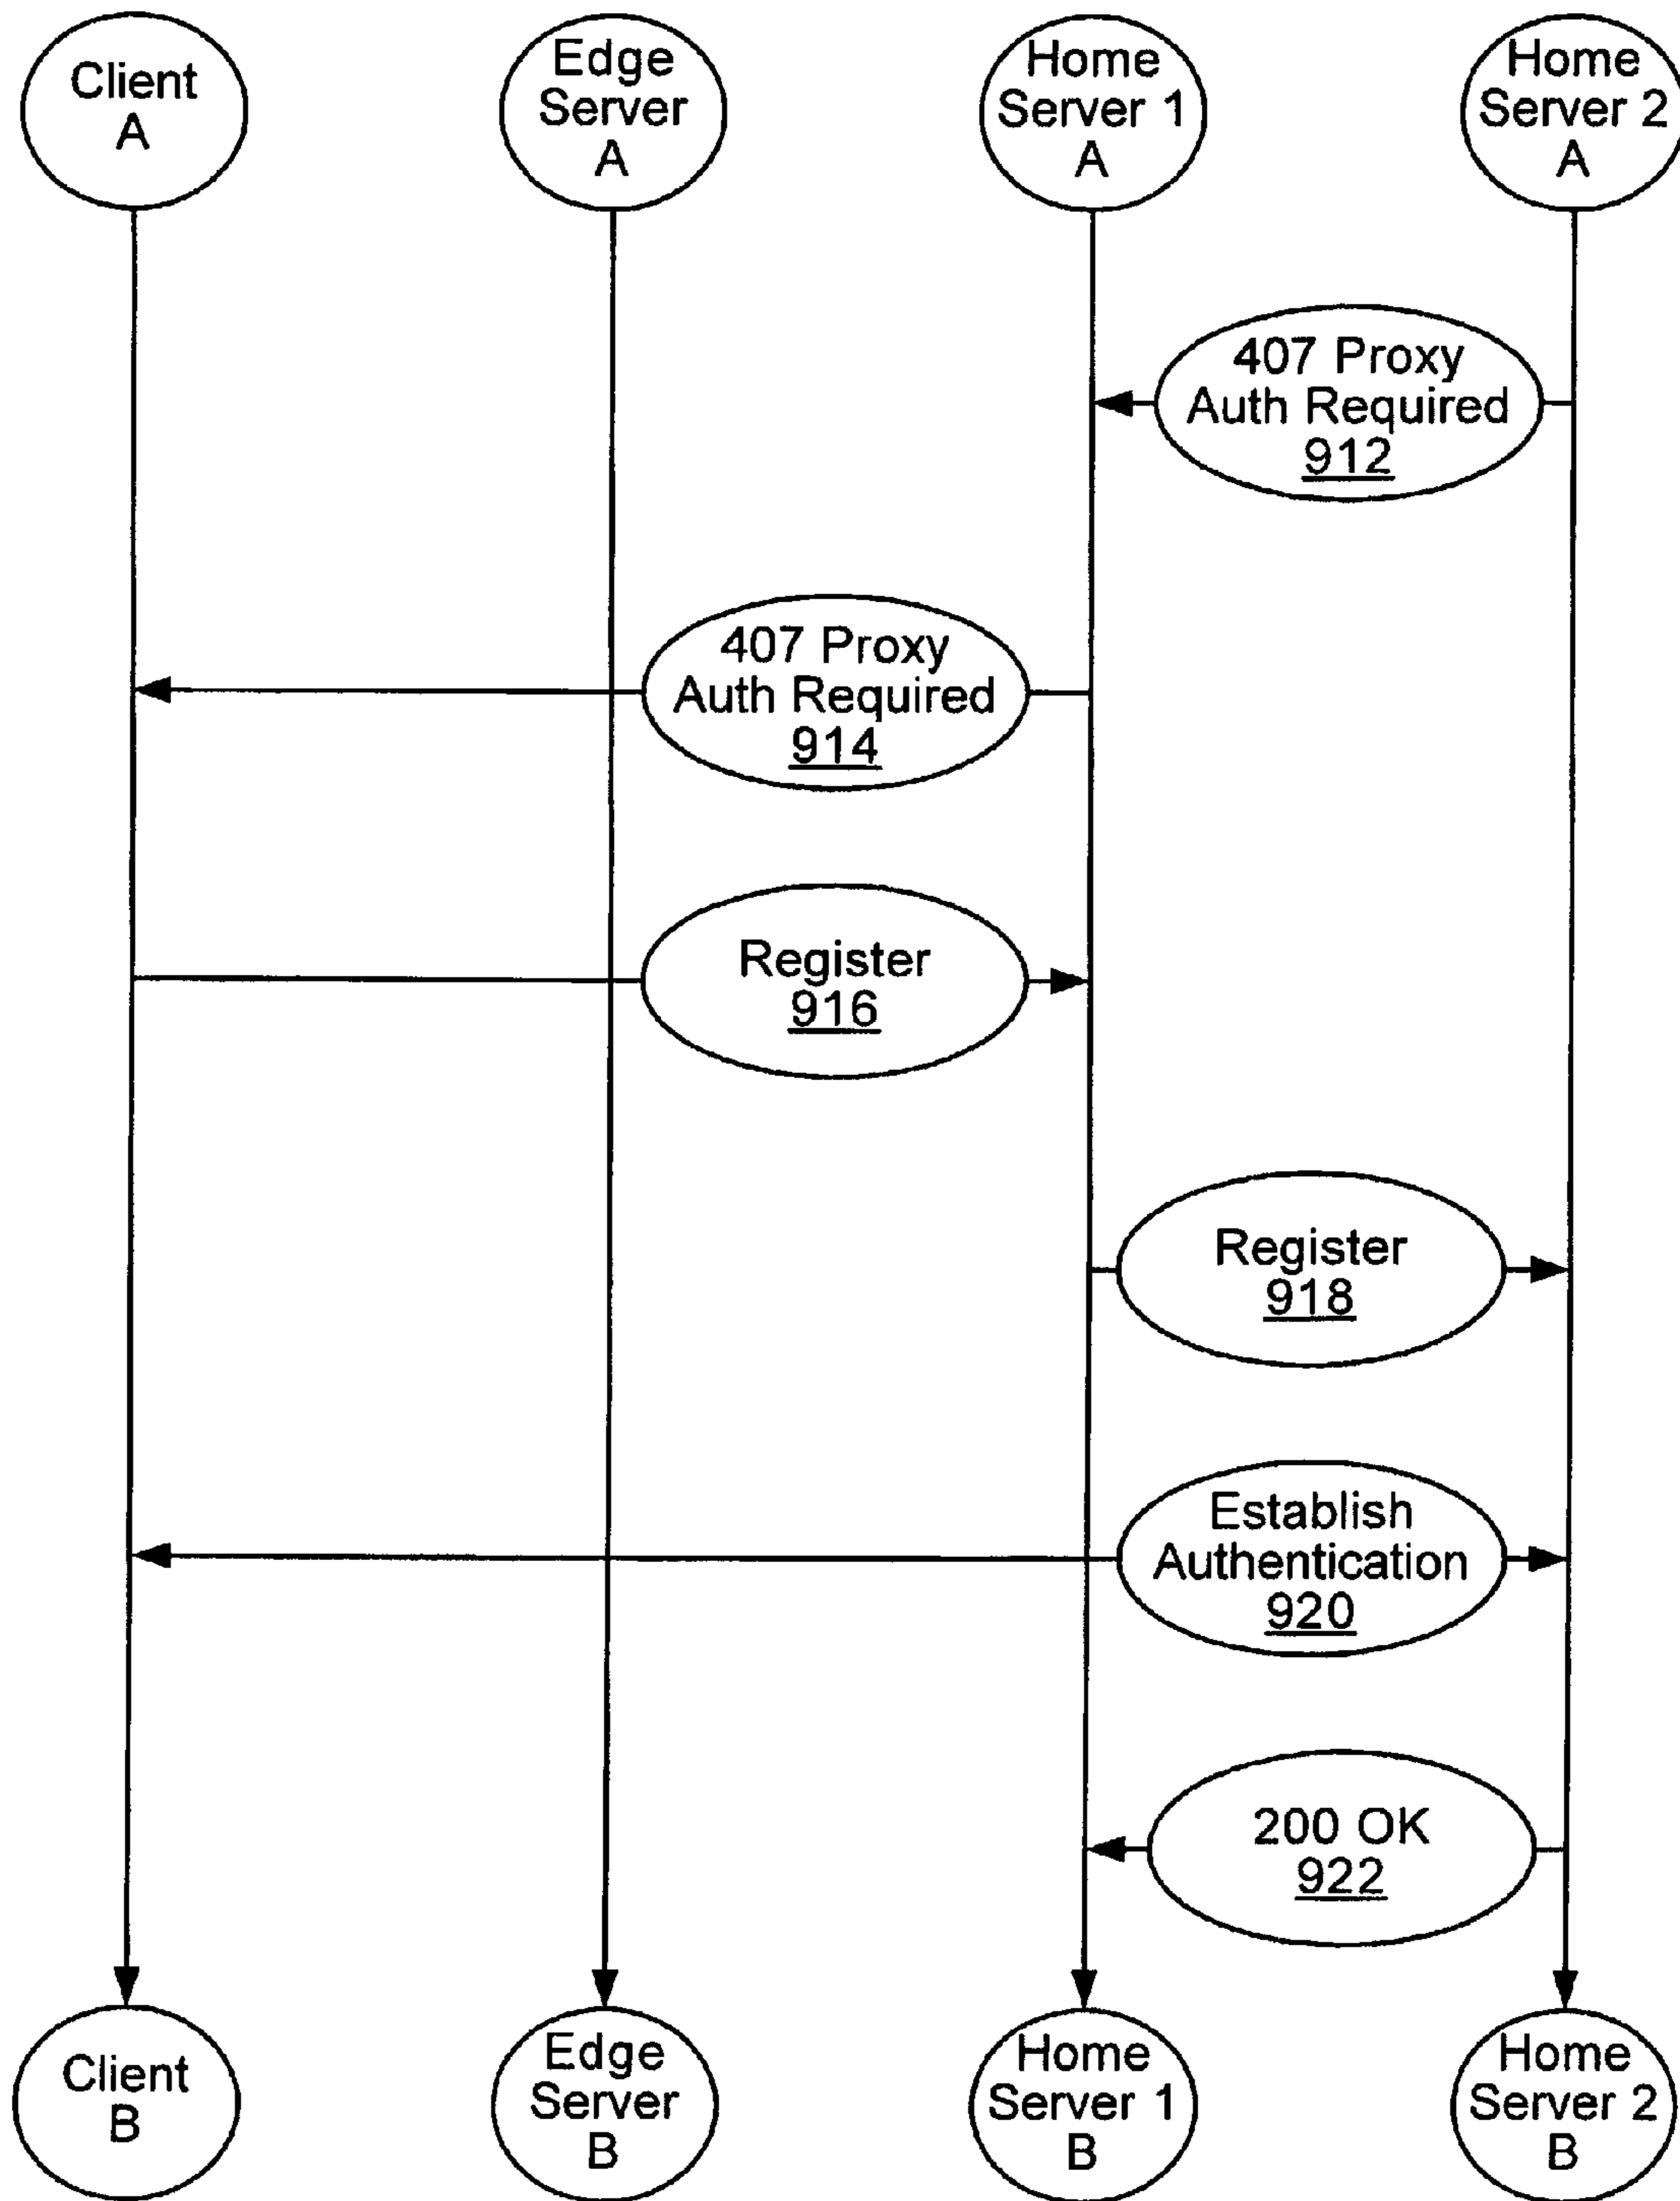 Client
A
Edge
Server
A
Home
Server 1
A
Home
Server 2
A
407 Proxy
Auth Required
912
407 Proxy
Auth Required
914
Register
916
Register
918
Establish
Authentication
920
200 OK
922
Client
B
Edge
Server
B
Home
Server 1
B
Home
Server 2
B